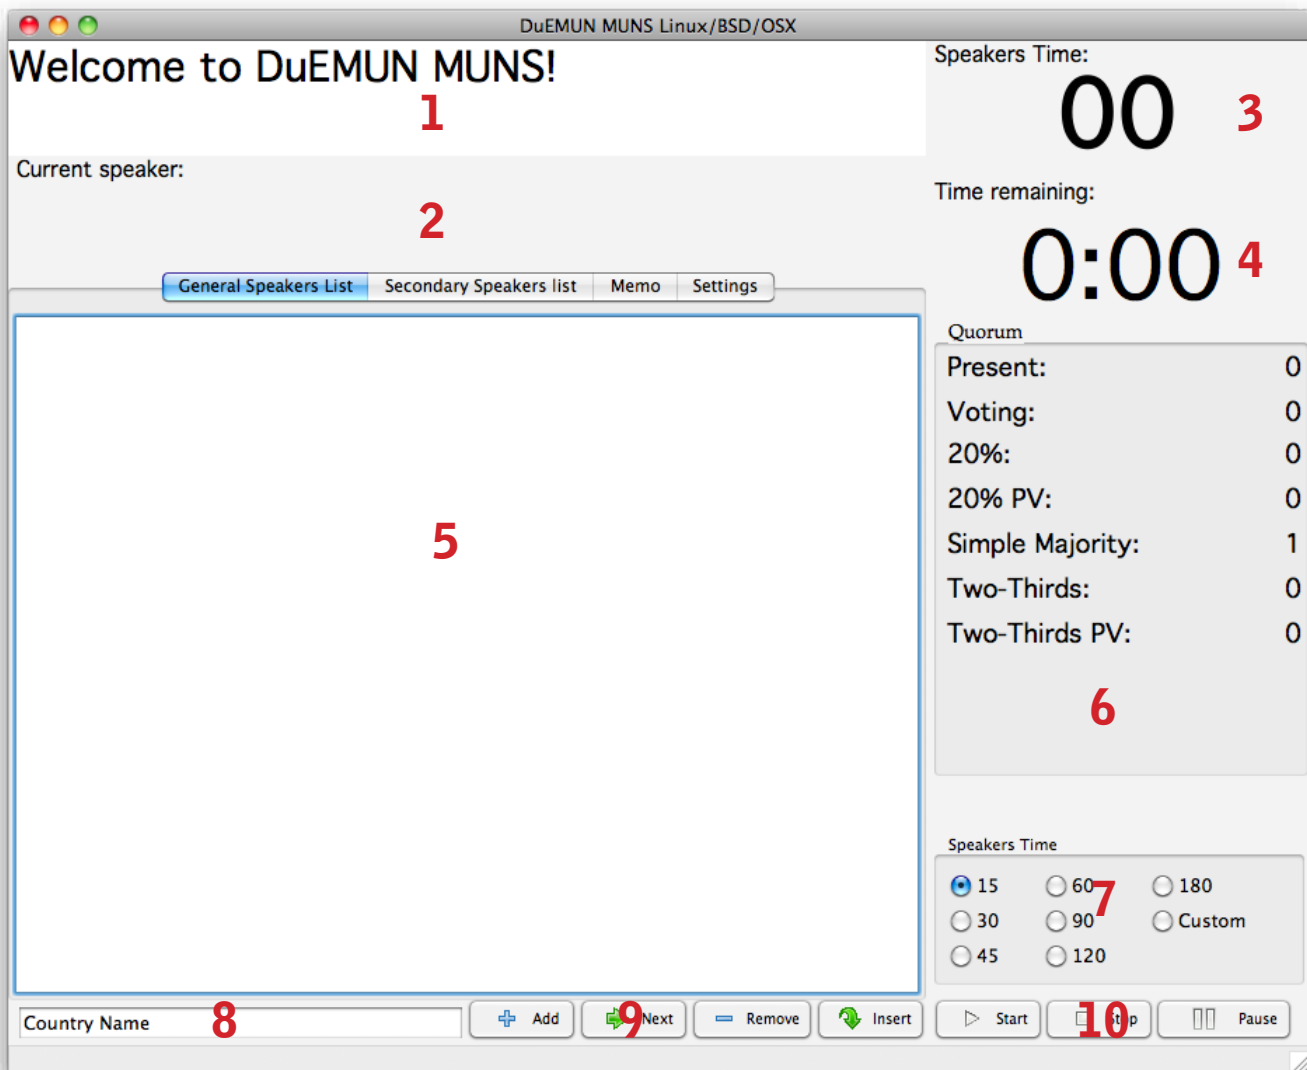 DuEMUN MUNS Linux/BSD/OSX
Welcome to DuEMUN MUNS!
1
Current speaker:
2
Speakers Time:
00
3
Time remaining:
0:00
4
General Speakers List Secondary Speakers list Memo Settings
5
Quorum
Present: 0
Voting: 0
20%: 0
20% PV: 0
Simple Majority: 1
Two-Thirds: 0
Two-Thirds PV: 0
6
Speakers Time
15 60 180
7
30 90 Custom
45 120
Country Name 8
Add Next Remove Insert
9
Start Stop Pause
10